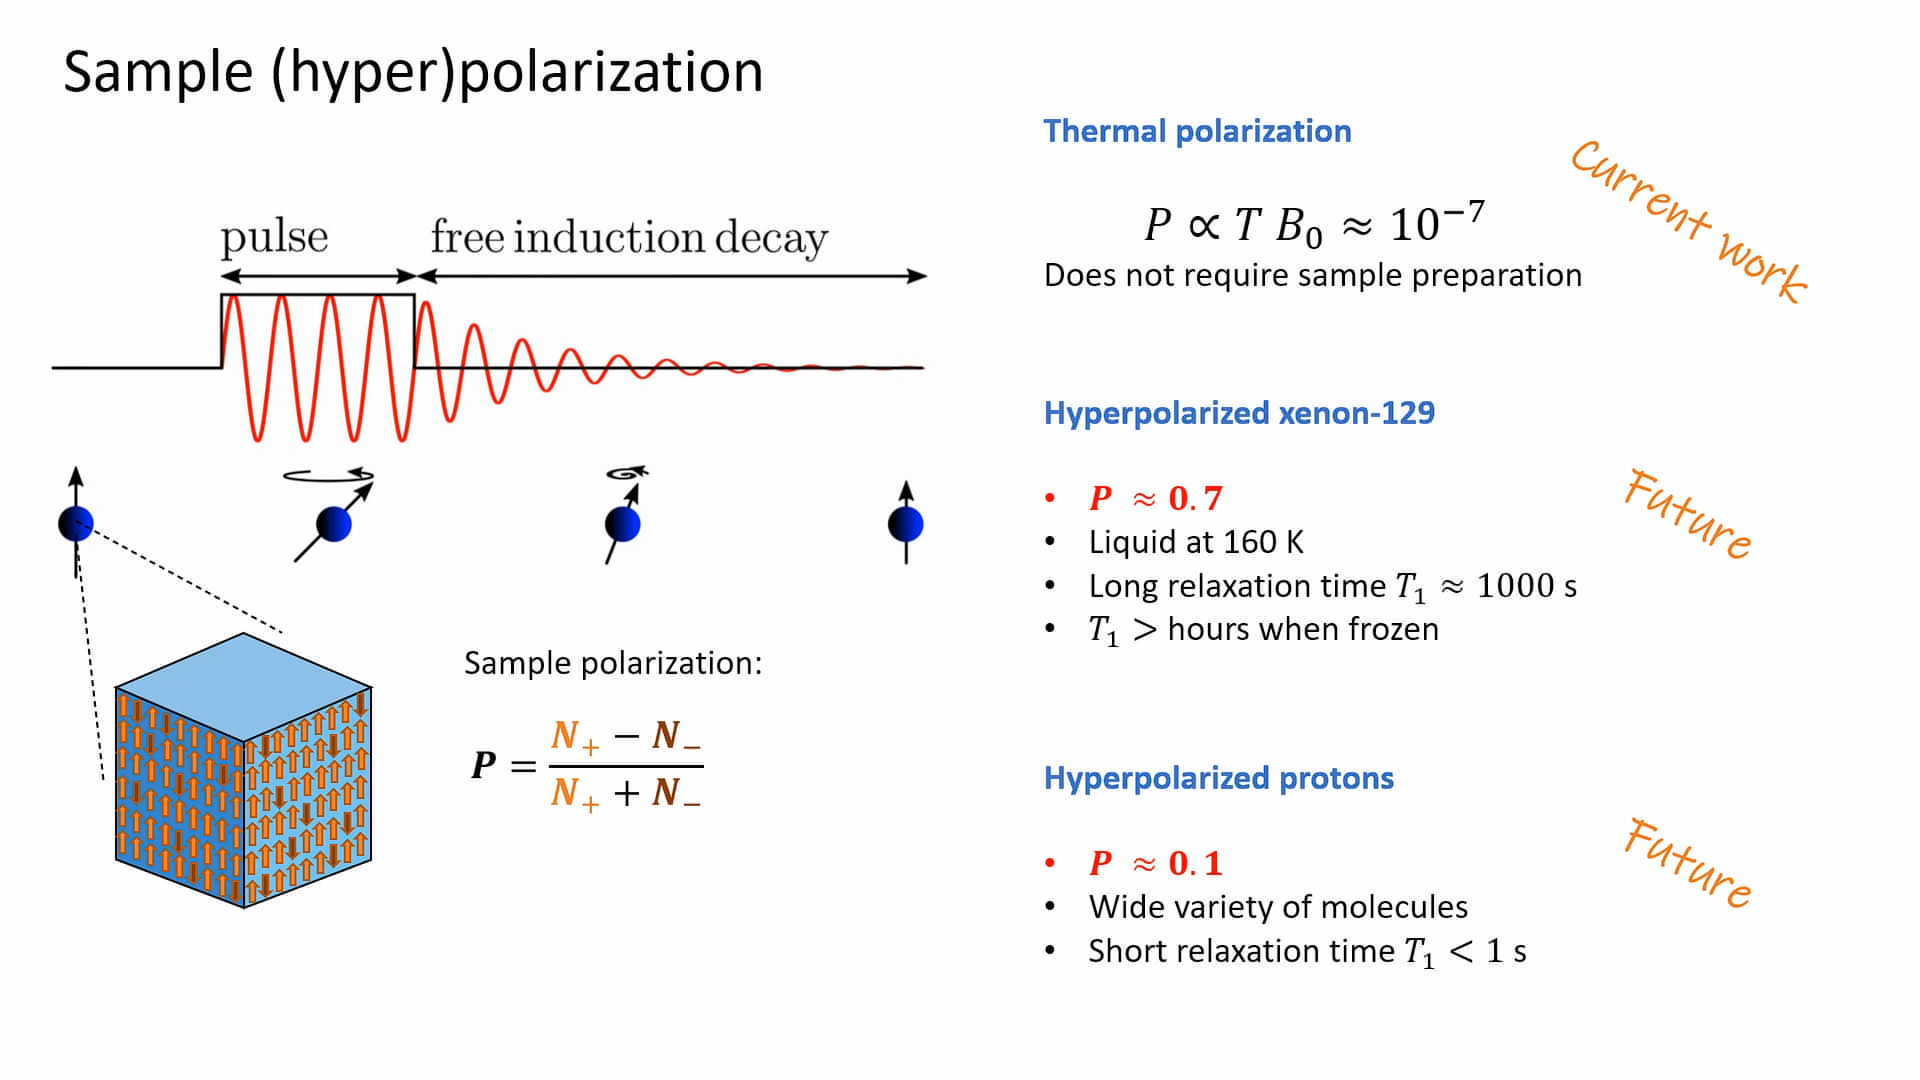 Sample (hyper)polarization
pulse
free induction decay
Sample polarization:
P = (N₊ − N₋) / (N₊ + N₋)
Thermal polarization
P ∝ T B₀ ≈ 10⁻⁷
Does not require sample preparation
Current work
Hyperpolarized xenon-129
• P ≈ 0.7
• Liquid at 160 K
• Long relaxation time T₁ ≈ 1000 s
• T₁ > hours when frozen
Future
Hyperpolarized protons
• P ≈ 0.1
• Wide variety of molecules
• Short relaxation time T₁ < 1 s
Future